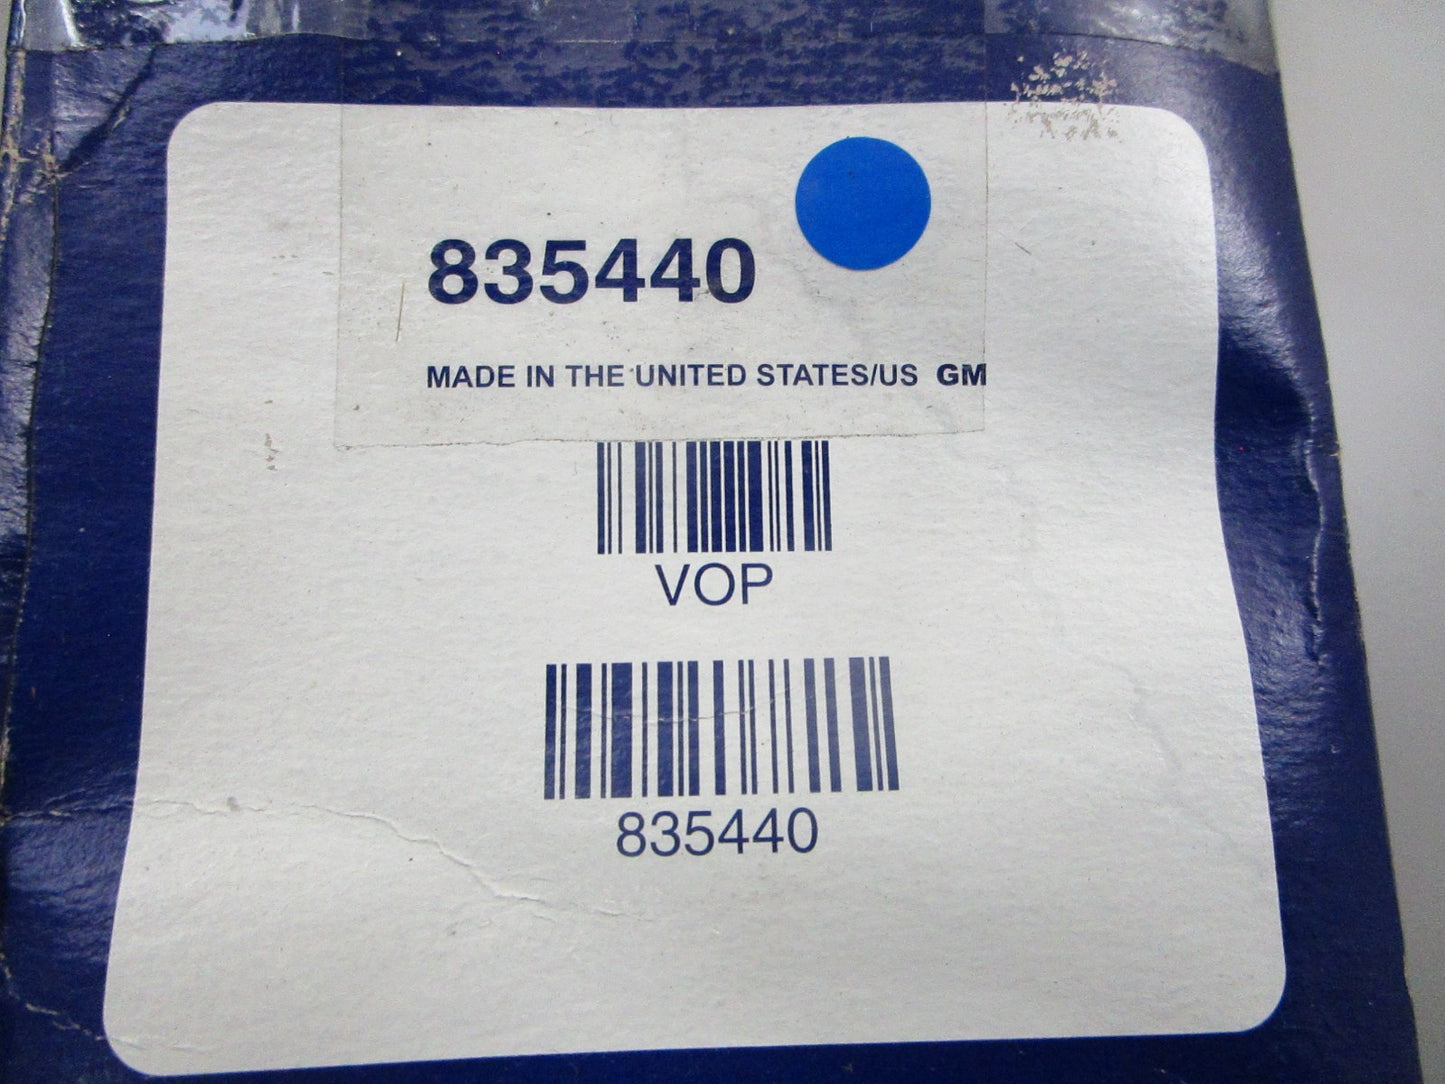 835440
MADE IN THE UNITED STATES/US GM
VOP
835440